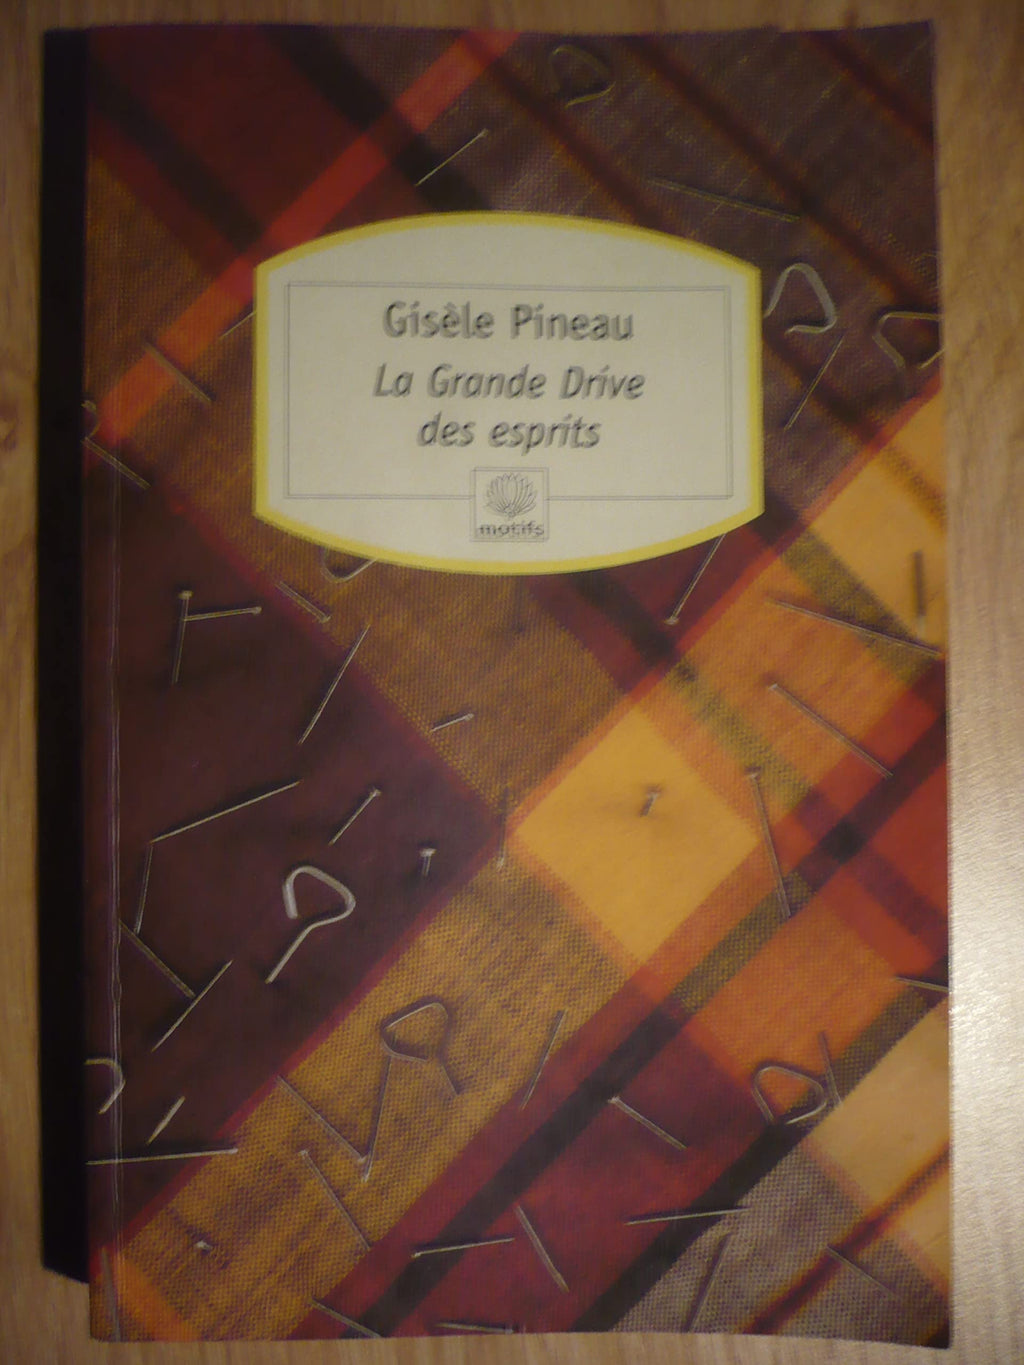 Gisèle Pineau
La Grande Drive
des esprits
motifs